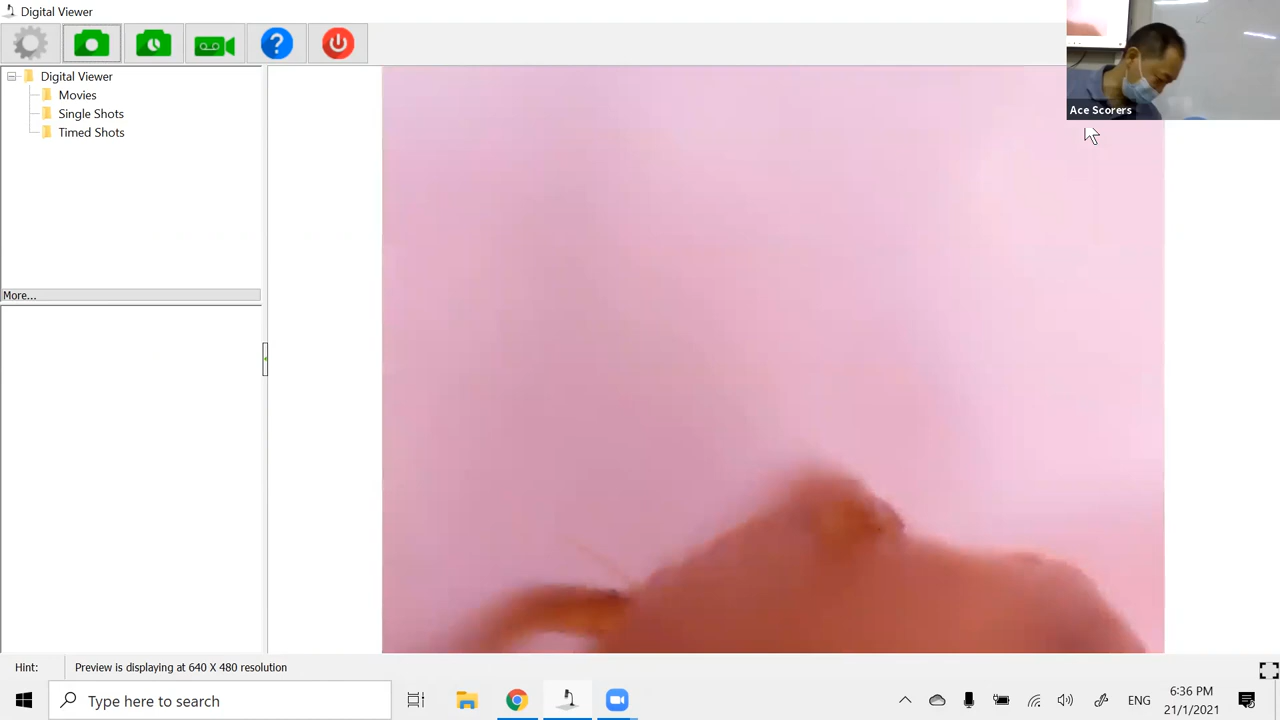 Digital Viewer
Ace Scorers
Digital Viewer
Movies
Single Shots
Timed Shots
More...
Hint:
Preview is displaying at 640 X 480 resolution
Type here to search
ENG
6:36 PM
21/1/2021